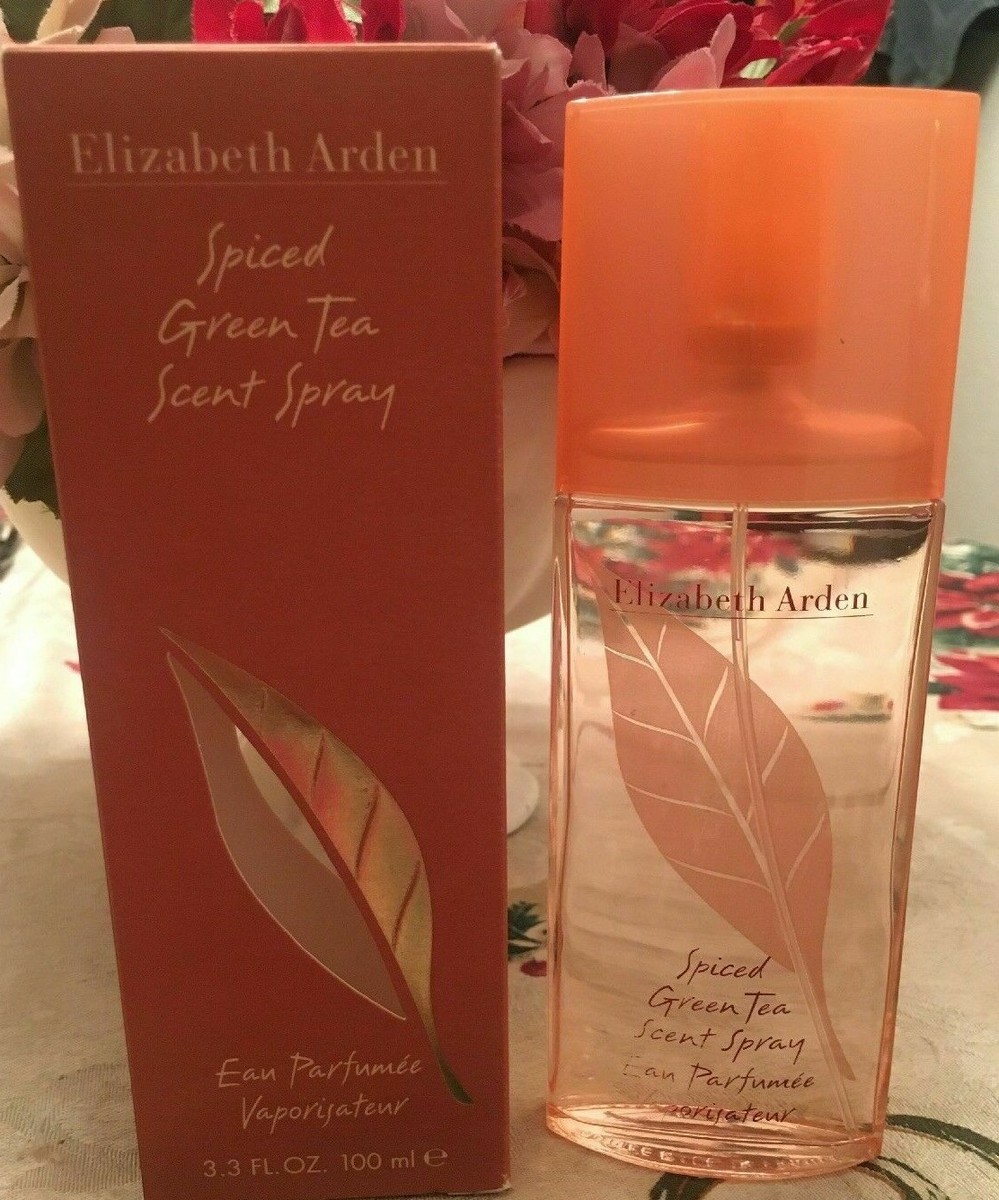 Elizabeth Arden
Spiced
Green Tea
Scent Spray
Eau Parfumée
Vaporisateur
3.3 FL.OZ. 100 ml ℮
Elizabeth Arden
Spiced
Green Tea
Scent Spray
Eau Parfumée
Vaporisateur